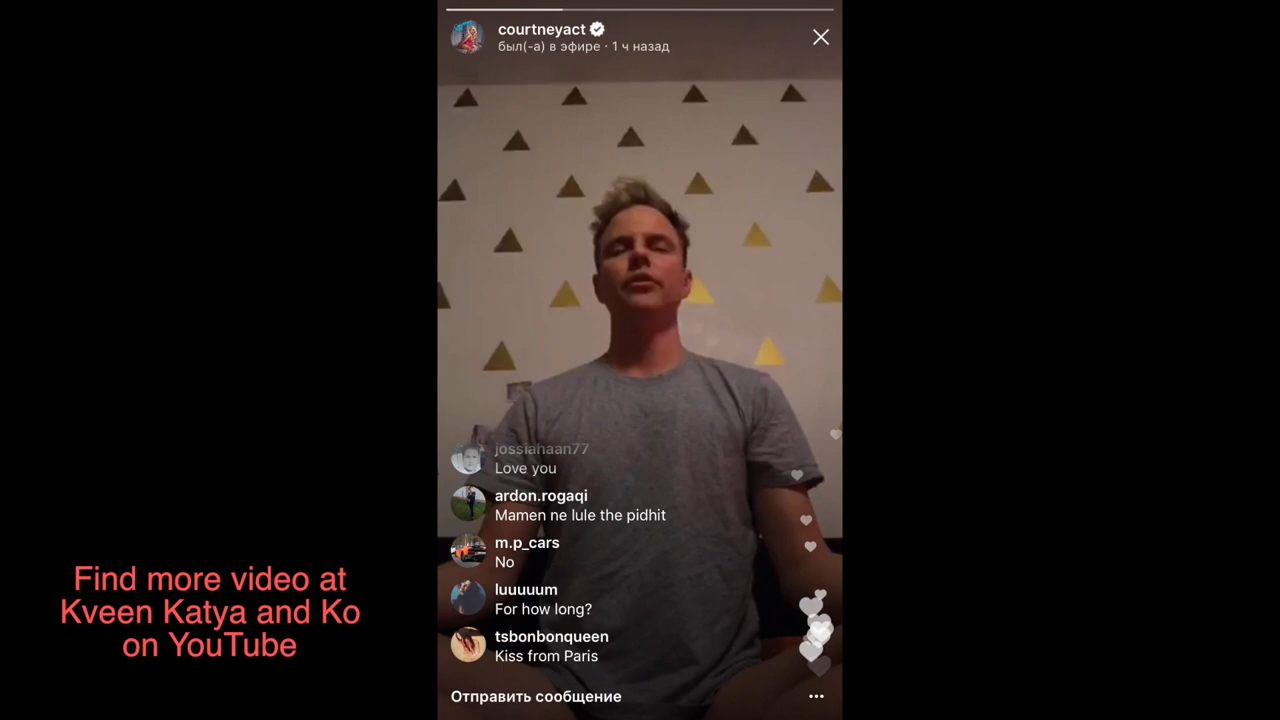 courtneyact
был(-а) в эфире · 1 ч назад
jossiahaan77
Love you
ardon.rogaqi
Mamen ne lule the pidhit
m.p_cars
No
luuuuum
For how long?
tsbonbonqueen
Kiss from Paris
Отправить сообщение
Find more video at
Kveen Katya and Ko
on YouTube